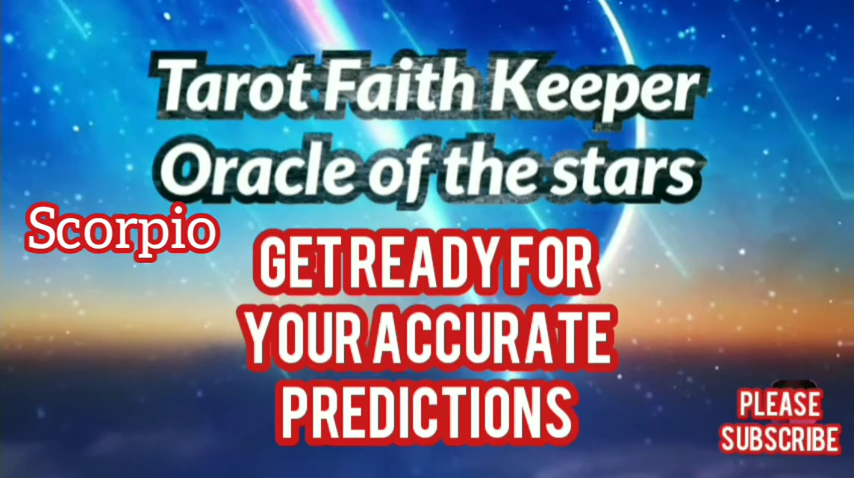 Tarot Faith Keeper
Oracle of the stars
Scorpio
GET READY FOR
YOUR ACCURATE
PREDICTIONS
PLEASE
SUBSCRIBE